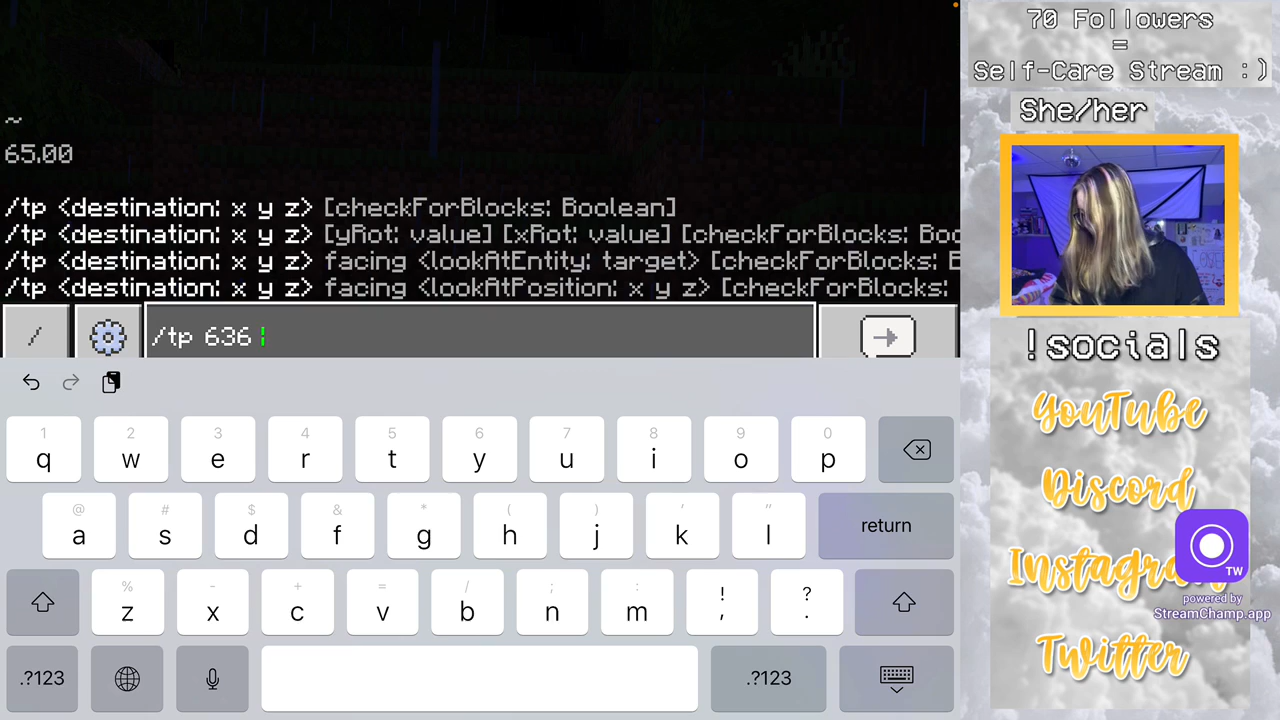 ~
65.00
/tp <destination: x y z> [checkForBlocks: Boolean]
/tp <destination: x y z> [yRot: value] [xRot: value] [checkForBlocks: Boo
/tp <destination: x y z> facing <lookAtEntity: target> [checkForBlocks: B
/tp <destination: x y z> facing <lookAtPosition: x y z> [checkForBlocks:
/
/tp 636
1 2 3 4 5 6 7 8 9 0
q w e r t y u i o p
@ # $ & * ( ) ' "
a s d f g h j k l
return
% - + = / ; : ! ?
z x c v b n m , .
.?123
.?123
70 Followers
=
Self-Care Stream :)
She/her
!socials
YouTube
Discord
Instagram
TW
powered by
StreamChamp.app
Twitter